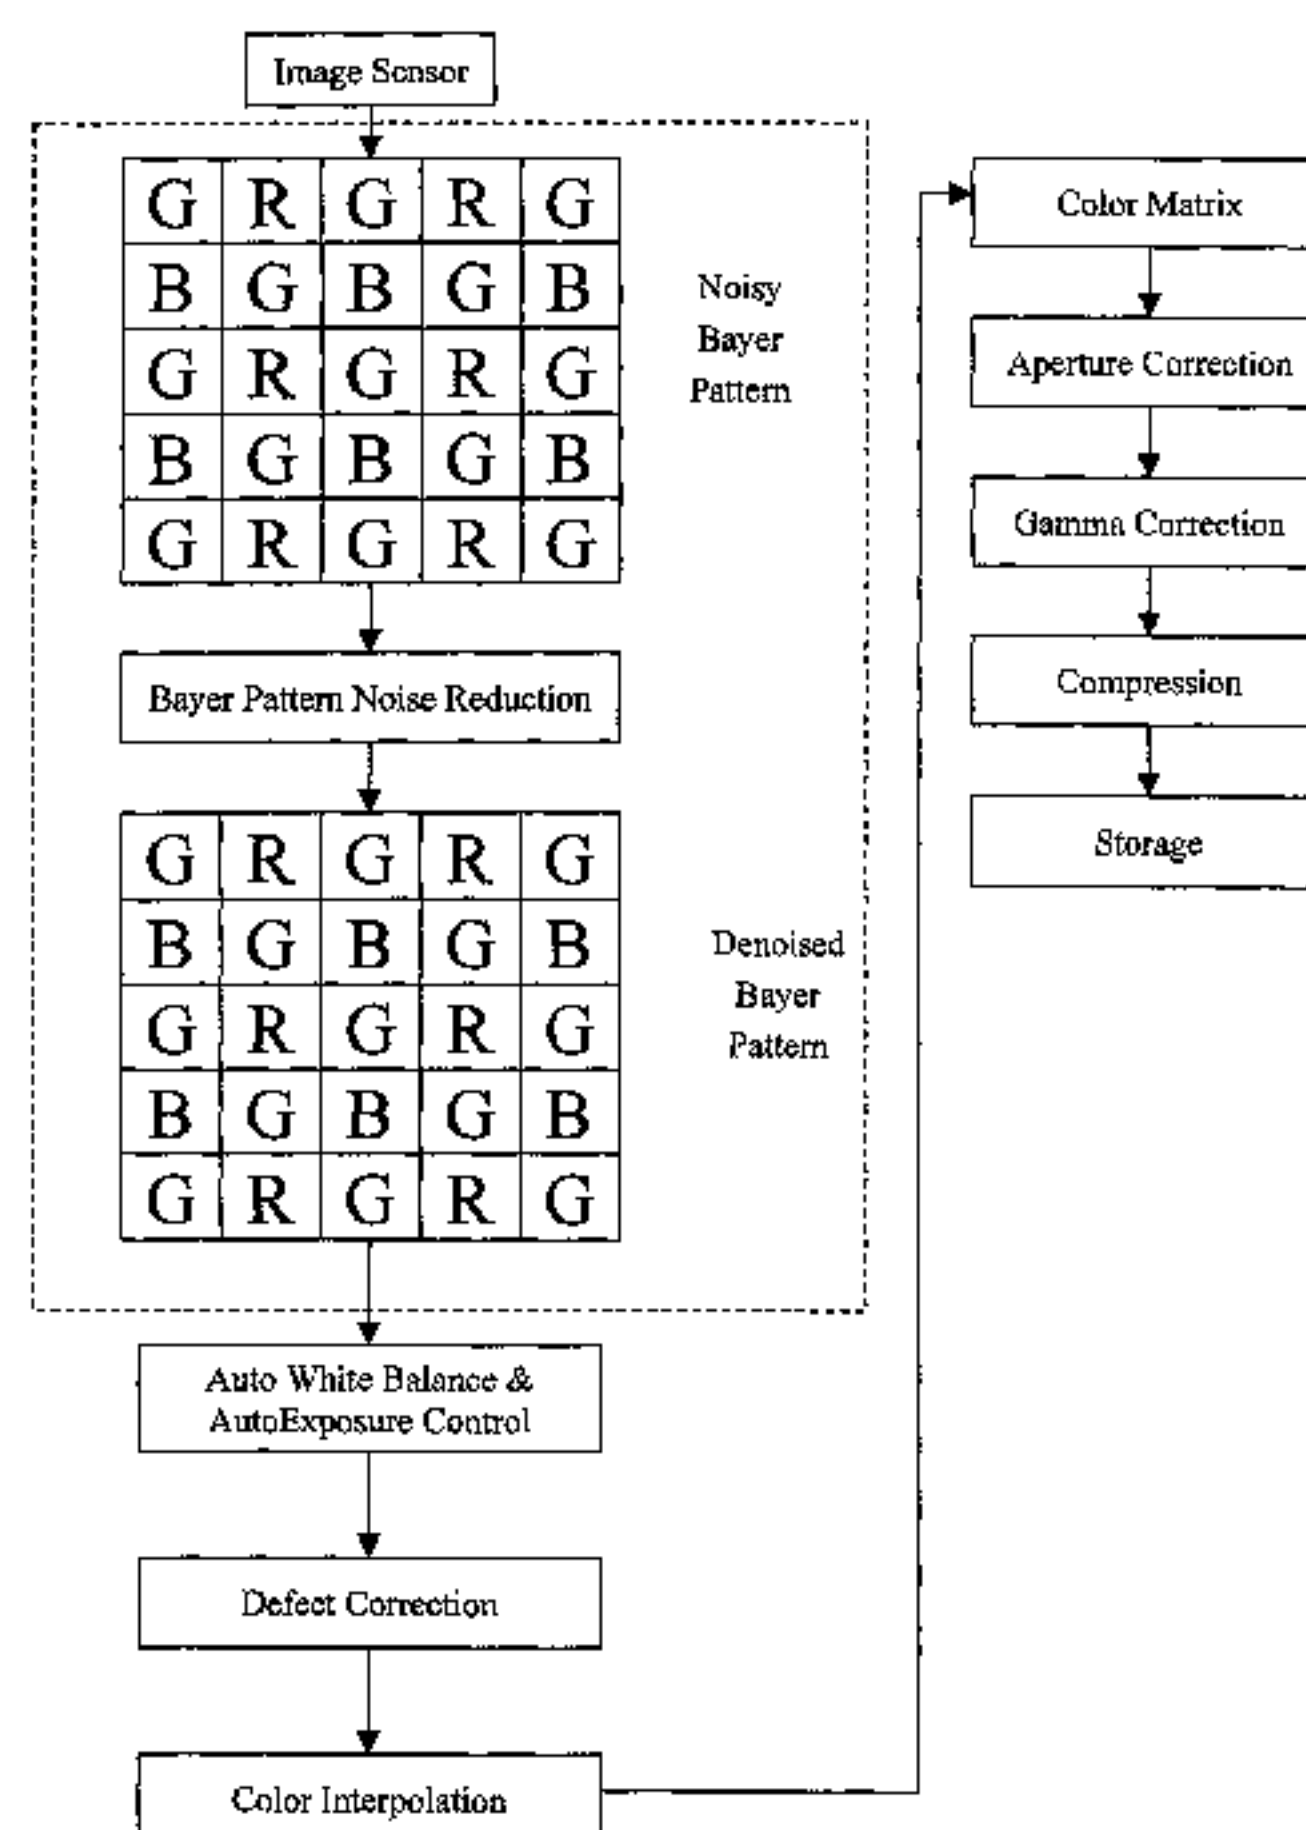 Image Sensor
G R G R G
B G B G B
G R G R G
B G B G B
G R G R G
Noisy
Bayer
Pattern
Bayer Pattern Noise Reduction
G R G R G
B G B G B
G R G R G
B G B G B
G R G R G
Denoised
Bayer
Pattern
Auto White Balance &
AutoExposure Control
Defect Correction
Color Interpolation
Color Matrix
Aperture Correction
Gamma Correction
Compression
Storage